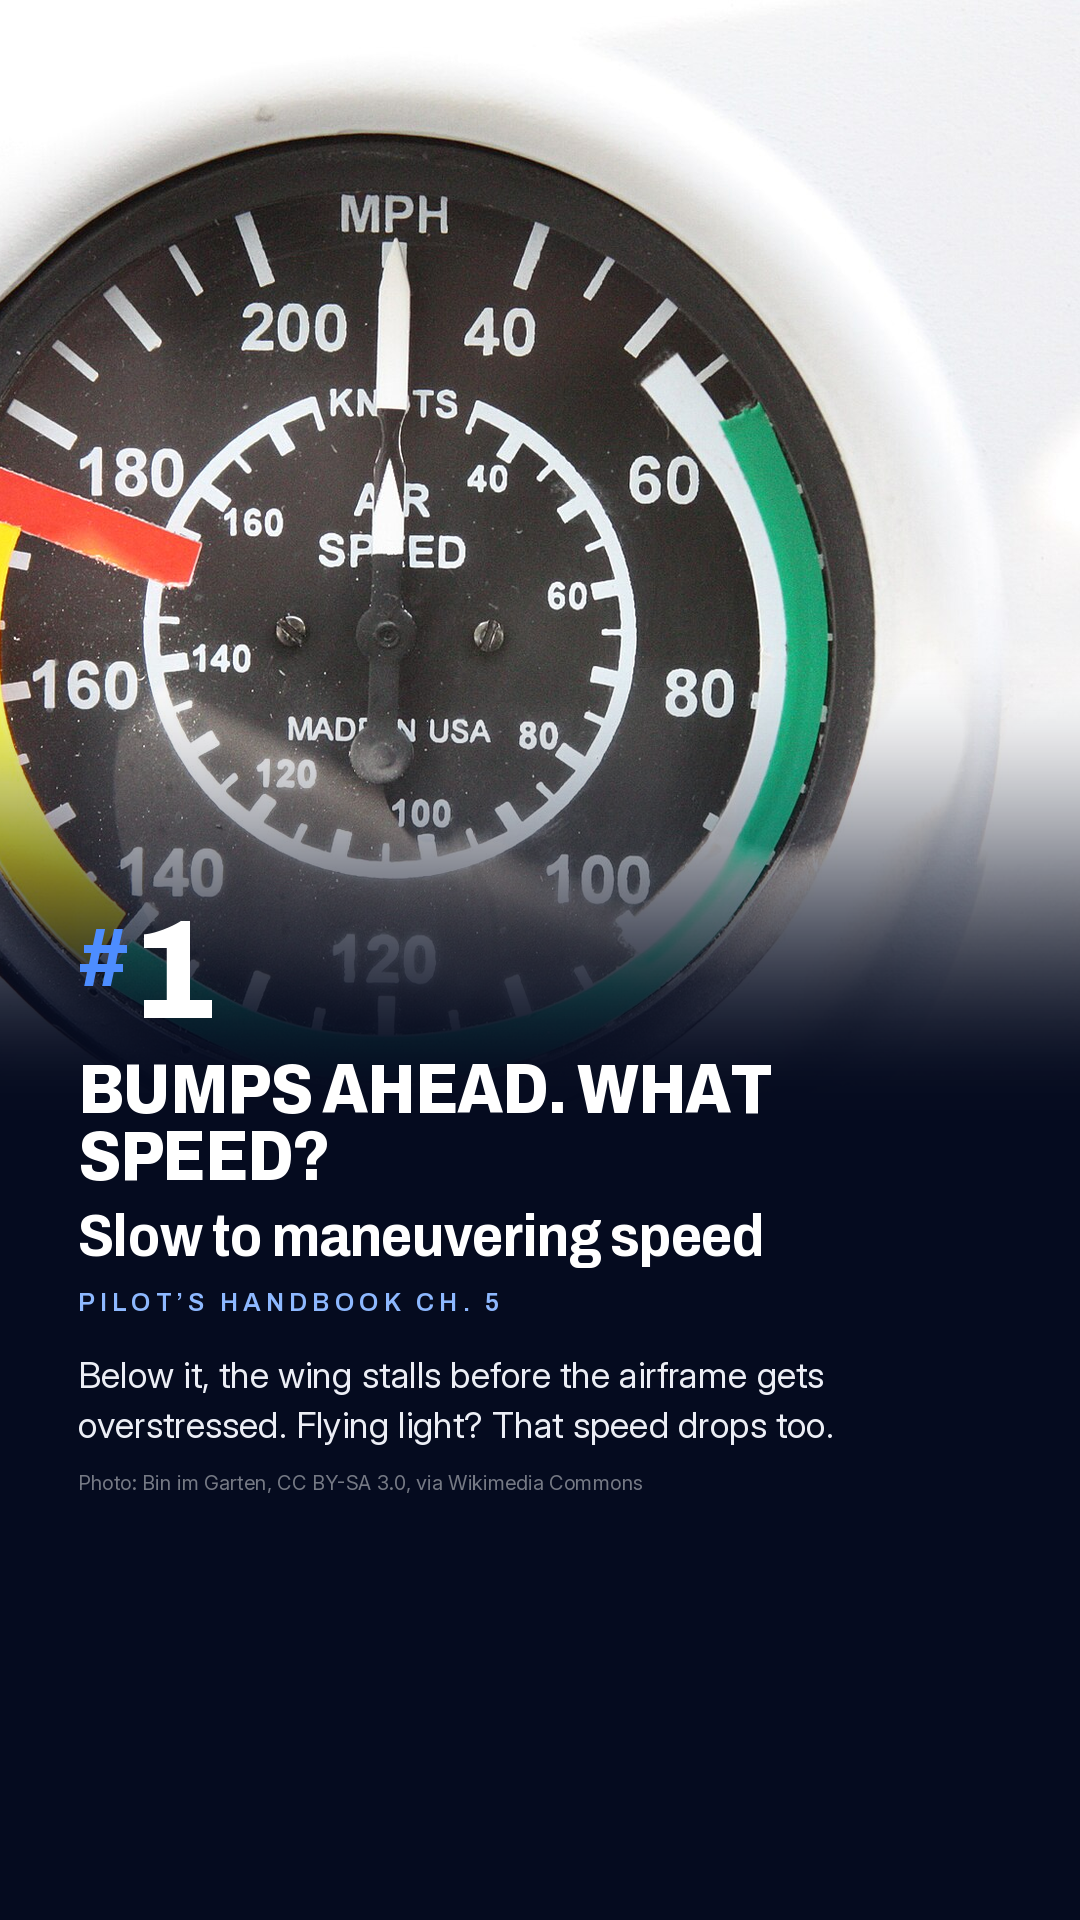 MPH
200
40
KNOTS
180
60
160
40
AIR
SPEED
60
160
140
80
MADE IN USA
80
120
100
140
100
120
#1
BUMPS AHEAD. WHAT
SPEED?
Slow to maneuvering speed
PILOT’S HANDBOOK CH. 5
Below it, the wing stalls before the airframe gets
overstressed. Flying light? That speed drops too.
Photo: Bin im Garten, CC BY-SA 3.0, via Wikimedia Commons